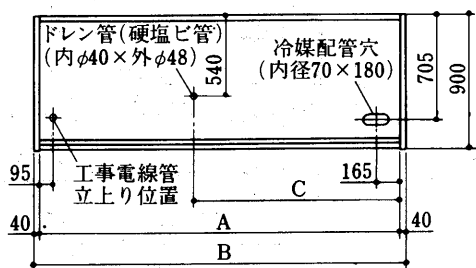 ドレン管(硬塩ビ管)
(内φ40×外φ48)
540
冷媒配管穴
(内径70×180)
705
900
95
工事電線管
立上り位置
165
C
40
A
40
B